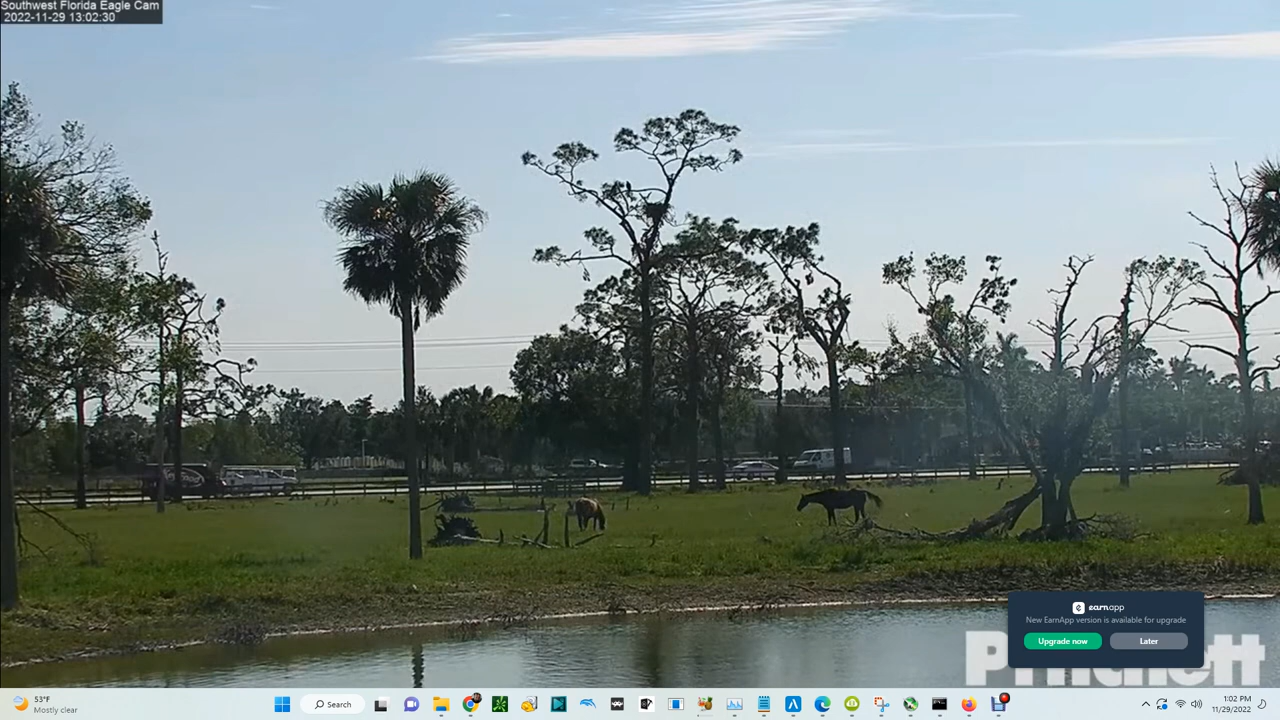 Southwest Florida Eagle Cam
2022-11-29 13:02:30
earnapp
New EarnApp version is available for upgrade
Upgrade now
Later
53°F
Mostly clear
Search
1:02 PM
11/29/2022